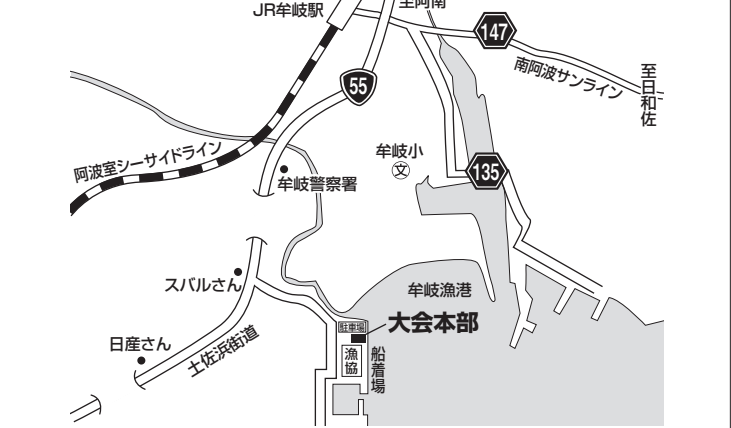 JR牟岐駅
至阿南
147
南阿波サンライン
至日和佐
55
阿波室シーサイドライン
牟岐小
文
135
牟岐警察署
スバルさん
牟岐漁港
駐車場
大会本部
日産さん
土佐浜街道
漁協
船着場